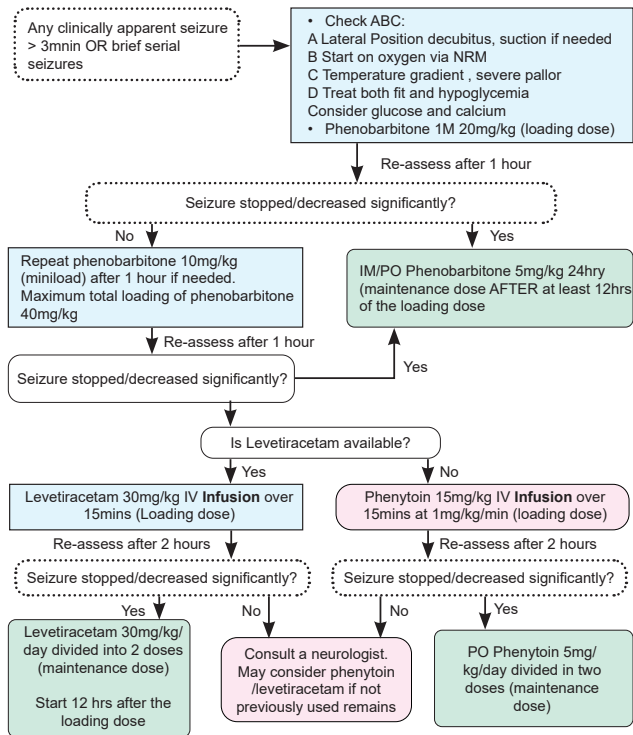 Any clinically apparent seizure
> 3mnin OR brief serial
seizures
• Check ABC:
A Lateral Position decubitus, suction if needed
B Start on oxygen via NRM
C Temperature gradient , severe pallor
D Treat both fit and hypoglycemia
Consider glucose and calcium
• Phenobarbitone 1M 20mg/kg (loading dose)
Re-assess after 1 hour
Seizure stopped/decreased significantly?
No
Yes
Repeat phenobarbitone 10mg/kg
(miniload) after 1 hour if needed.
Maximum total loading of phenobarbitone
40mg/kg
IM/PO Phenobarbitone 5mg/kg 24hry
(maintenance dose AFTER at least 12hrs
of the loading dose
Re-assess after 1 hour
Seizure stopped/decreased significantly?
Yes
Is Levetiracetam available?
Yes
No
Levetiracetam 30mg/kg IV Infusion over
15mins (Loading dose)
Phenytoin 15mg/kg IV Infusion over
15mins at 1mg/kg/min (loading dose)
Re-assess after 2 hours
Re-assess after 2 hours
Seizure stopped/decreased significantly?
Seizure stopped/decreased significantly?
Yes
No
No
Yes
Levetiracetam 30mg/kg/
day divided into 2 doses
(maintenance dose)
Start 12 hrs after the
loading dose
Consult a neurologist.
May consider phenytoin
/levetiracetam if not
previously used remains
PO Phenytoin 5mg/
kg/day divided in two
doses (maintenance
dose)